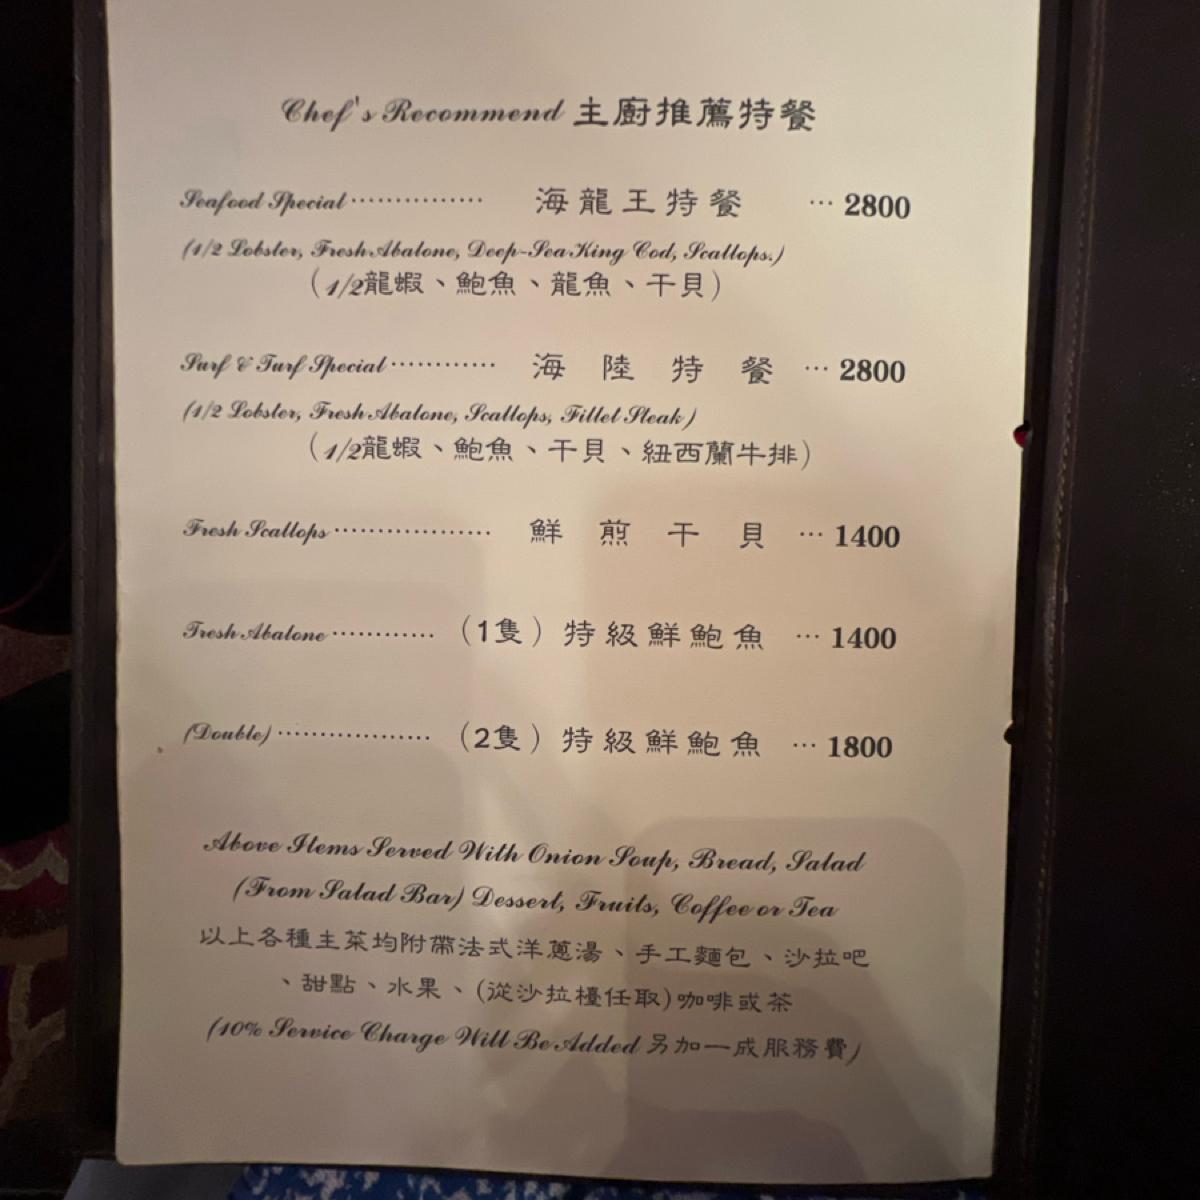 Chef's Recommend 主廚推薦特餐
Seafood Special ··············· 海龍王特餐 ··· 2800
(1/2 Lobster, Fresh Abalone, Deep-Sea King Cod, Scallops.)
(1/2龍蝦、鮑魚、龍魚、干貝)
Surf & Turf Special ············ 海陸特餐 ··· 2800
(1/2 Lobster, Fresh Abalone, Scallops, Fillet Steak)
(1/2龍蝦、鮑魚、干貝、紐西蘭牛排)
Fresh Scallops ·················· 鮮煎干貝 ··· 1400
Fresh Abalone ············ (1隻) 特級鮮鮑魚 ··· 1400
(Double) ·················· (2隻) 特級鮮鮑魚 ··· 1800
Above Items Served With Onion Soup, Bread, Salad
(From Salad Bar) Dessert, Fruits, Coffee or Tea
以上各種主菜均附帶法式洋蔥湯、手工麵包、沙拉吧
、甜點、水果、(從沙拉檯任取)咖啡或茶
(10% Service Charge Will Be Added 另加一成服務費)